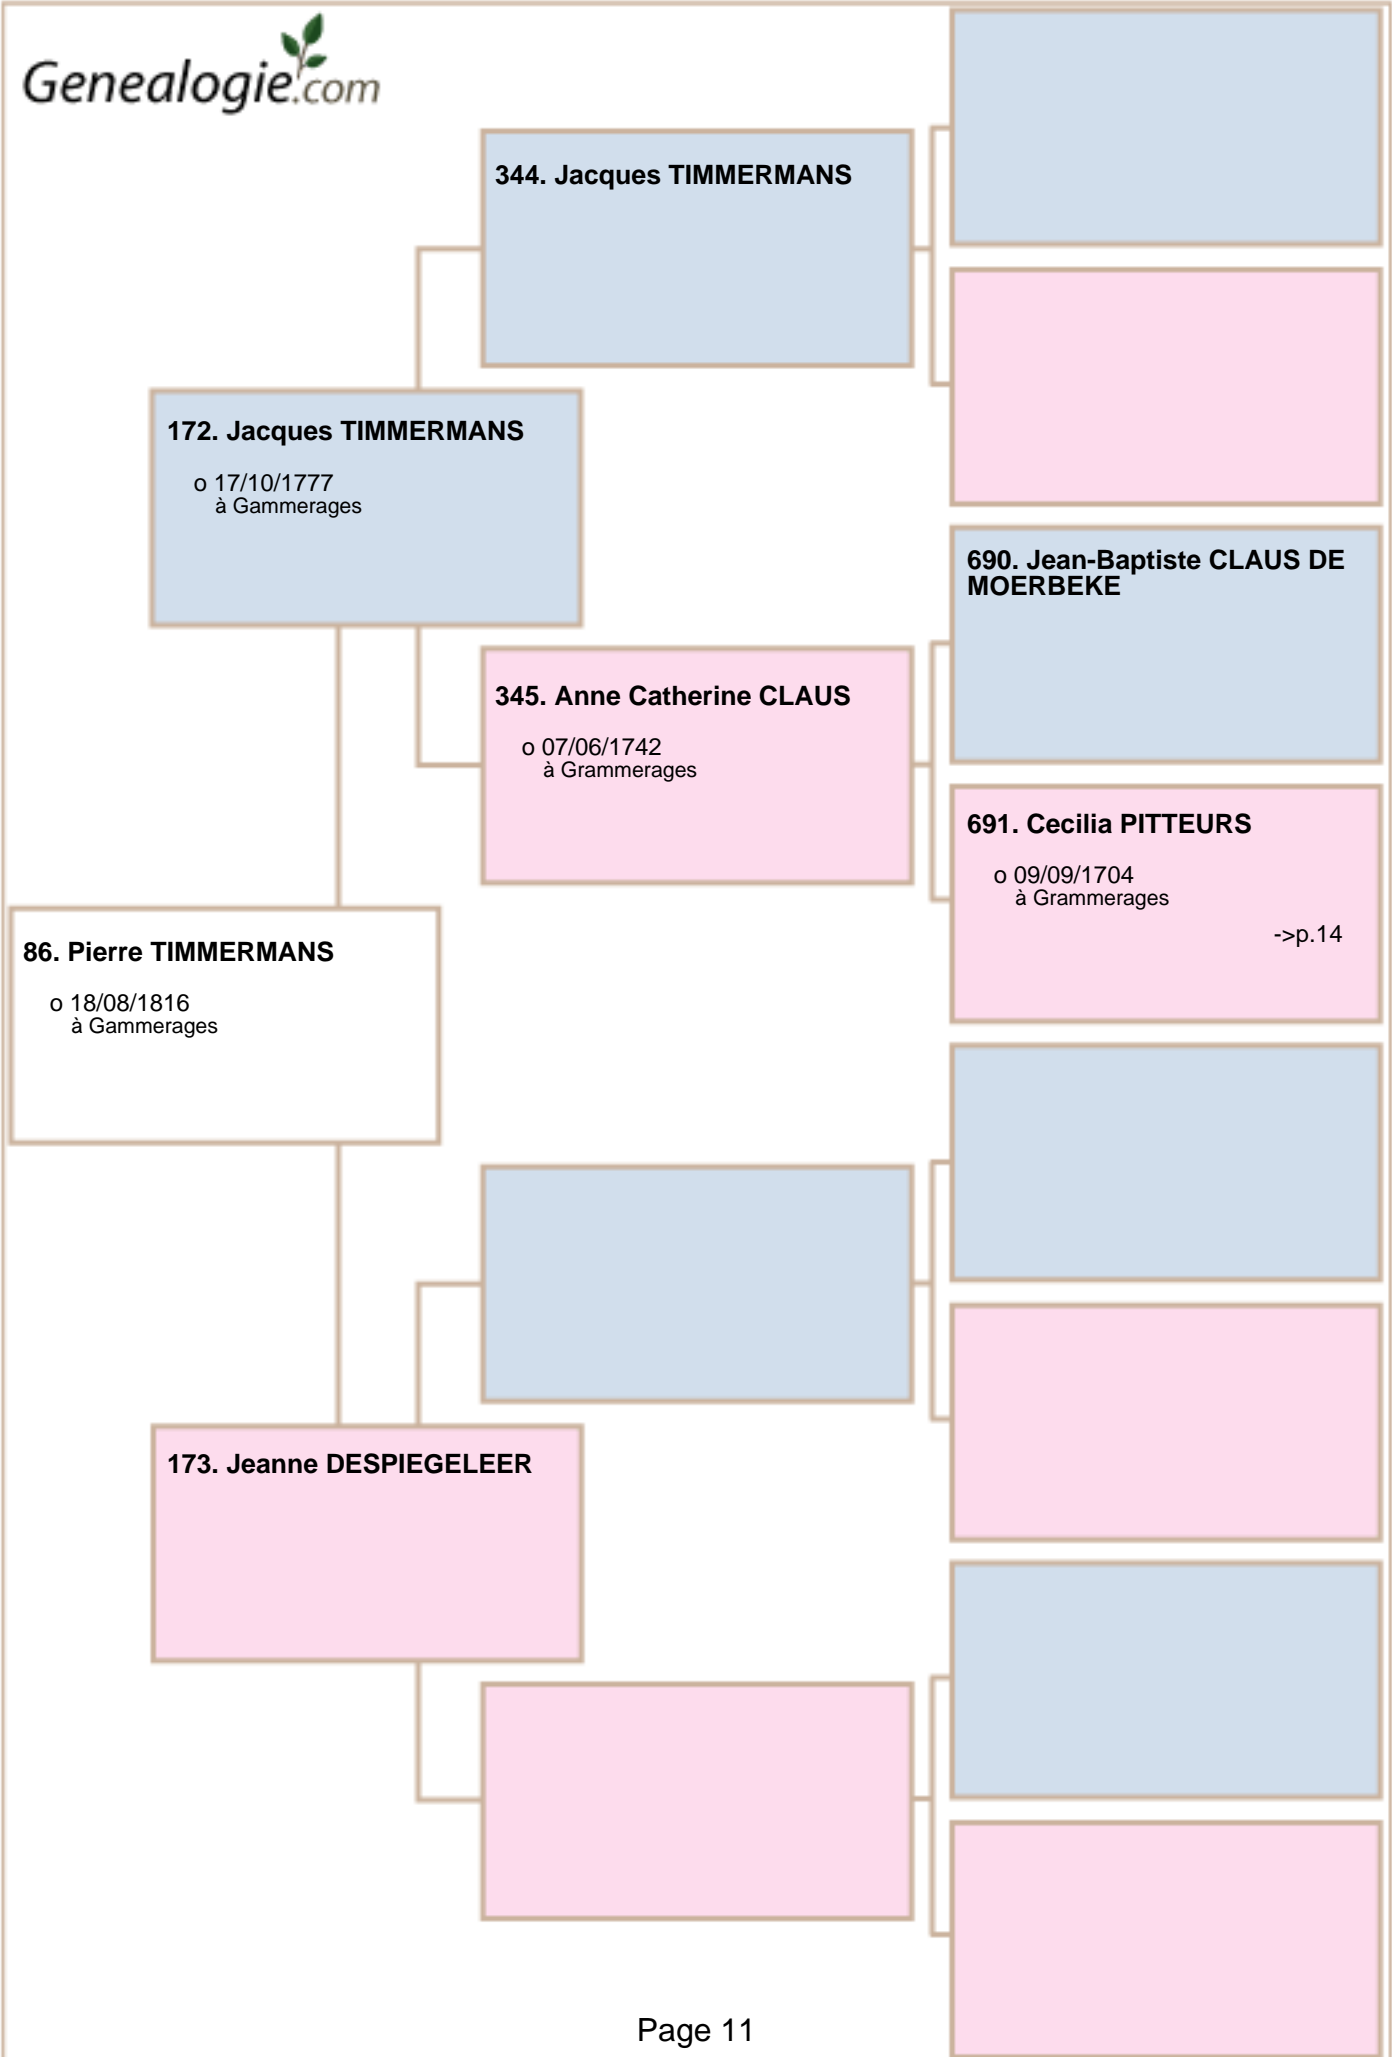 Genealogie.com
344. Jacques TIMMERMANS
172. Jacques TIMMERMANS
o 17/10/1777
à Gammerages
690. Jean-Baptiste CLAUS DE
MOERBEKE
345. Anne Catherine CLAUS
o 07/06/1742
à Grammerages
691. Cecilia PITTEURS
o 09/09/1704
à Grammerages
->p.14
86. Pierre TIMMERMANS
o 18/08/1816
à Gammerages
173. Jeanne DESPIEGELEER
Page 11